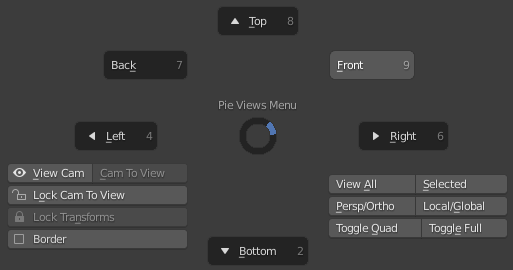 Top 8
Back 7
Front 9
Pie Views Menu
Left 4
Right 6
View Cam Cam To View
Lock Cam To View
Lock Transforms
Border
View All Selected
Persp/Ortho Local/Global
Toggle Quad Toggle Full
Bottom 2